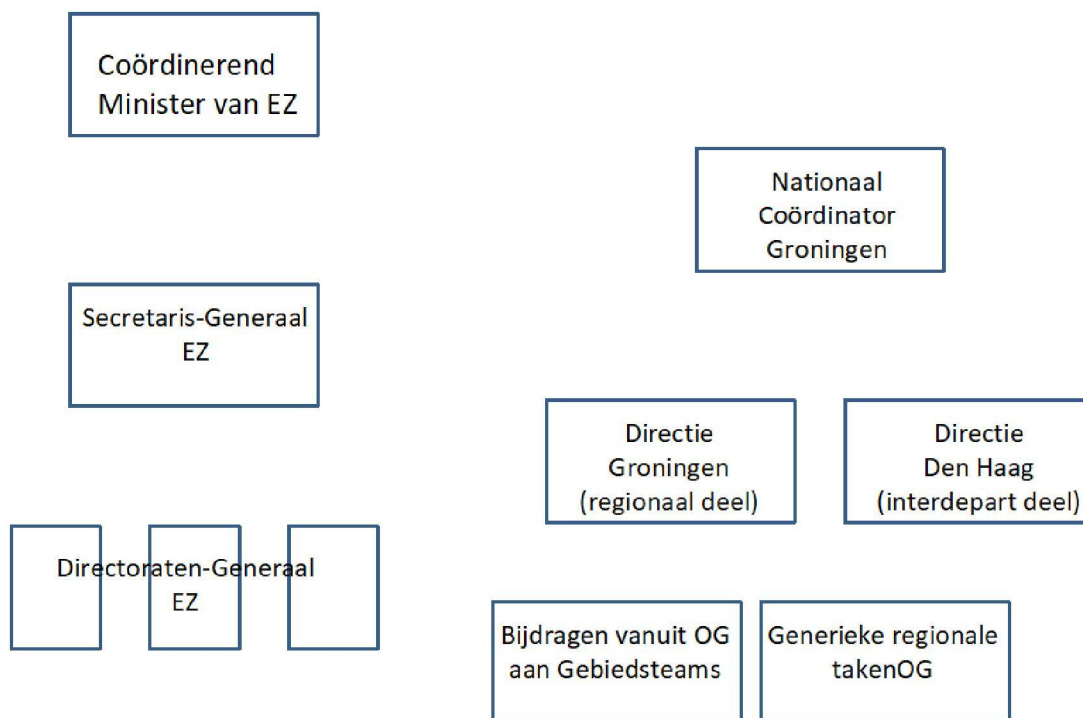 Coördinerend
Minister van EZ
Nationaal
Coördinator
Groningen
Secretaris-Generaal
EZ
Directie
Groningen
(regionaal deel)
Directie
Den Haag
(interdepart deel)
Directoraten-Generaal
EZ
Bijdragen vanuit OG
aan Gebiedsteams
Generieke regionale
takenOG